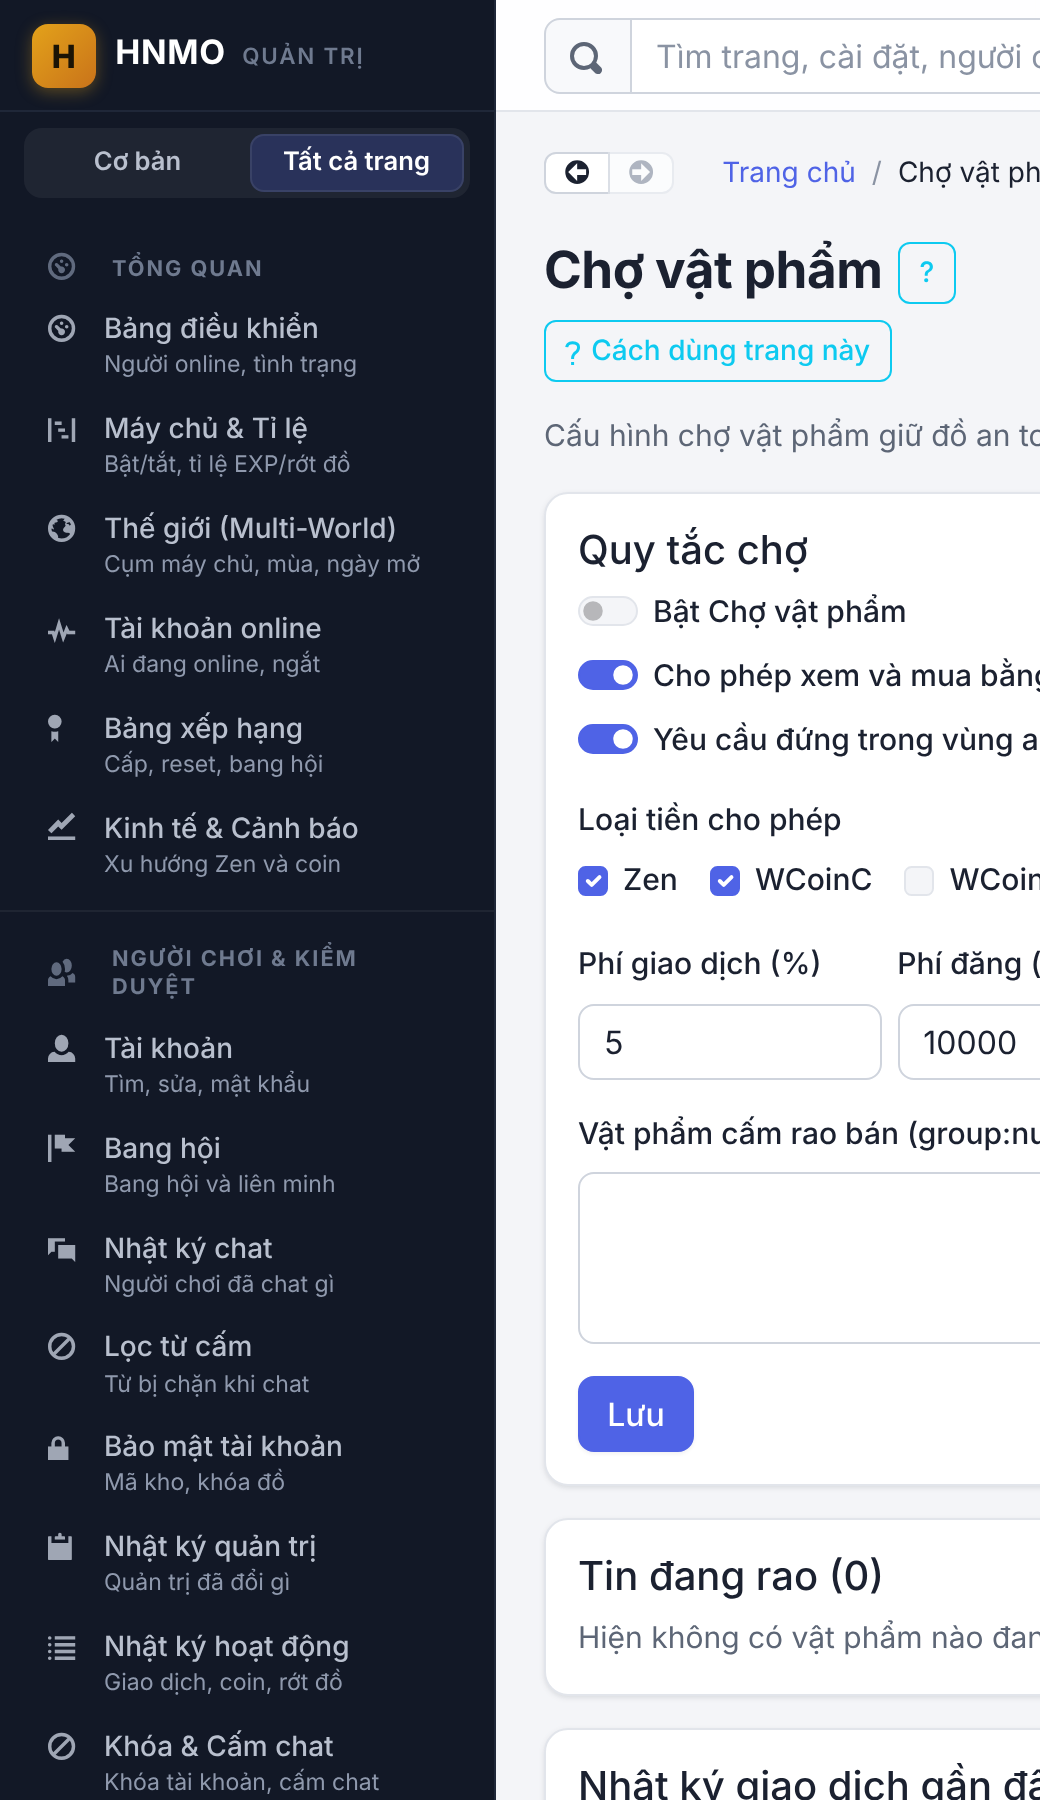 H HNMO QUẢN TRỊ
Cơ bản Tất cả trang
TỔNG QUAN
Bảng điều khiển
Người online, tình trạng
Máy chủ & Tỉ lệ
Bật/tắt, tỉ lệ EXP/rớt đồ
Thế giới (Multi-World)
Cụm máy chủ, mùa, ngày mở
Tài khoản online
Ai đang online, ngắt
Bảng xếp hạng
Cấp, reset, bang hội
Kinh tế & Cảnh báo
Xu hướng Zen và coin
NGƯỜI CHƠI & KIỂM
DUYỆT
Tài khoản
Tìm, sửa, mật khẩu
Bang hội
Bang hội và liên minh
Nhật ký chat
Người chơi đã chat gì
Lọc từ cấm
Từ bị chặn khi chat
Bảo mật tài khoản
Mã kho, khóa đồ
Nhật ký quản trị
Quản trị đã đổi gì
Nhật ký hoạt động
Giao dịch, coin, rớt đồ
Khóa & Cấm chat
Khóa tài khoản, cấm chat
Tìm trang, cài đặt, người
Trang chủ / Chợ vật ph
Chợ vật phẩm ?
? Cách dùng trang này
Cấu hình chợ vật phẩm giữ đồ an to
Quy tắc chợ
Bật Chợ vật phẩm
Cho phép xem và mua bằng
Yêu cầu đứng trong vùng a
Loại tiền cho phép
Zen WCoinC WCoin
Phí giao dịch (%) Phí đăng (
5 10000
Vật phẩm cấm rao bán (group:nu
Lưu
Tin đang rao (0)
Hiện không có vật phẩm nào đan
Nhật ký giao dịch gần đâ